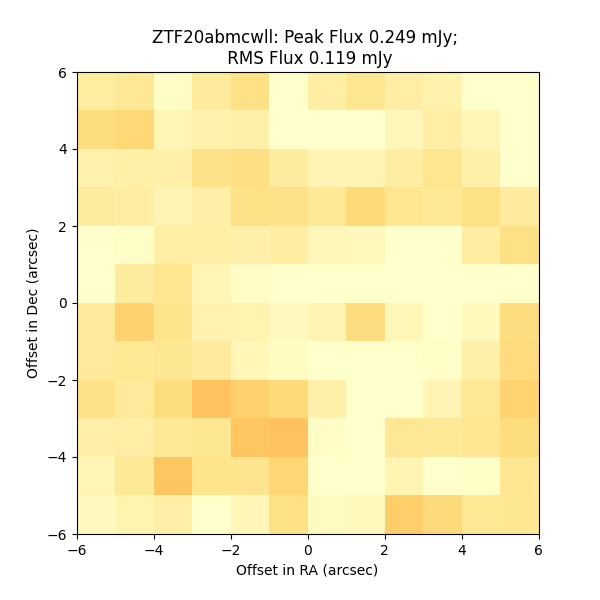 ZTF20abmcwll: Peak Flux 0.249 mJy;
RMS Flux 0.119 mJy
6
4
2
0
−2
−4
−6
Offset in Dec (arcsec)
−6 −4 −2 0 2 4 6
Offset in RA (arcsec)